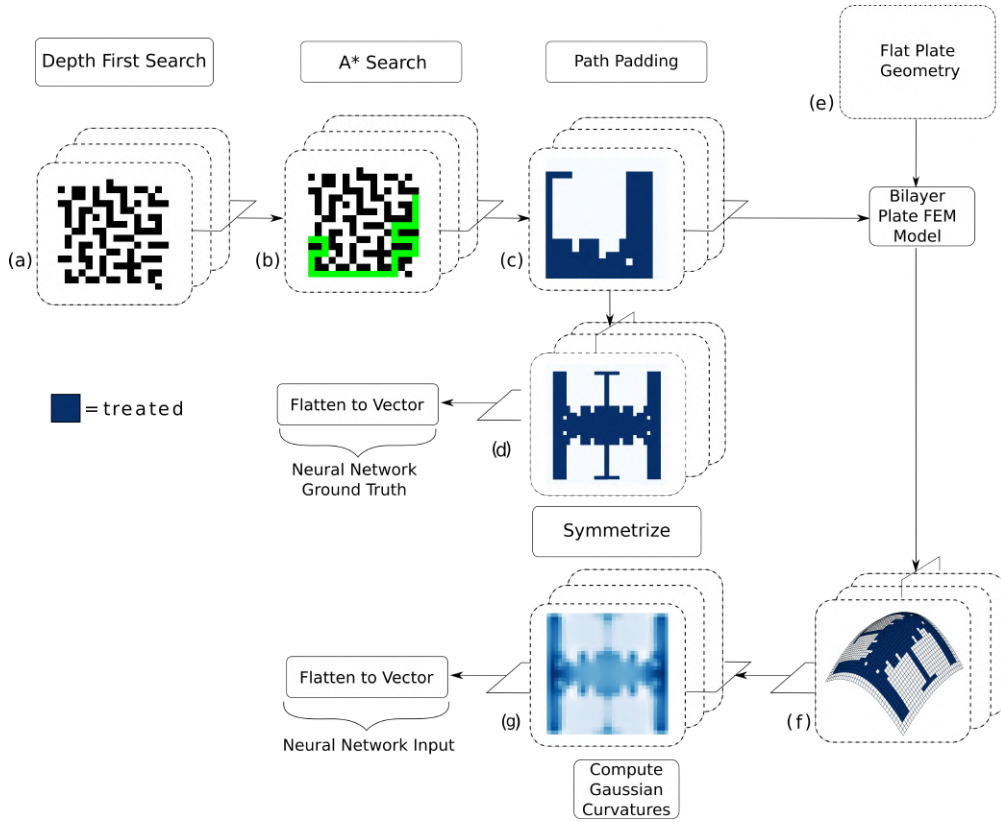 Depth First Search
A* Search
Path Padding
Flat Plate
Geometry
(e)
(a)
(b)
(c)
Bilayer
Plate FEM
Model
= treated
Flatten to Vector
(d)
Neural Network
Ground Truth
Symmetrize
Flatten to Vector
(g)
(f)
Neural Network Input
Compute
Gaussian
Curvatures